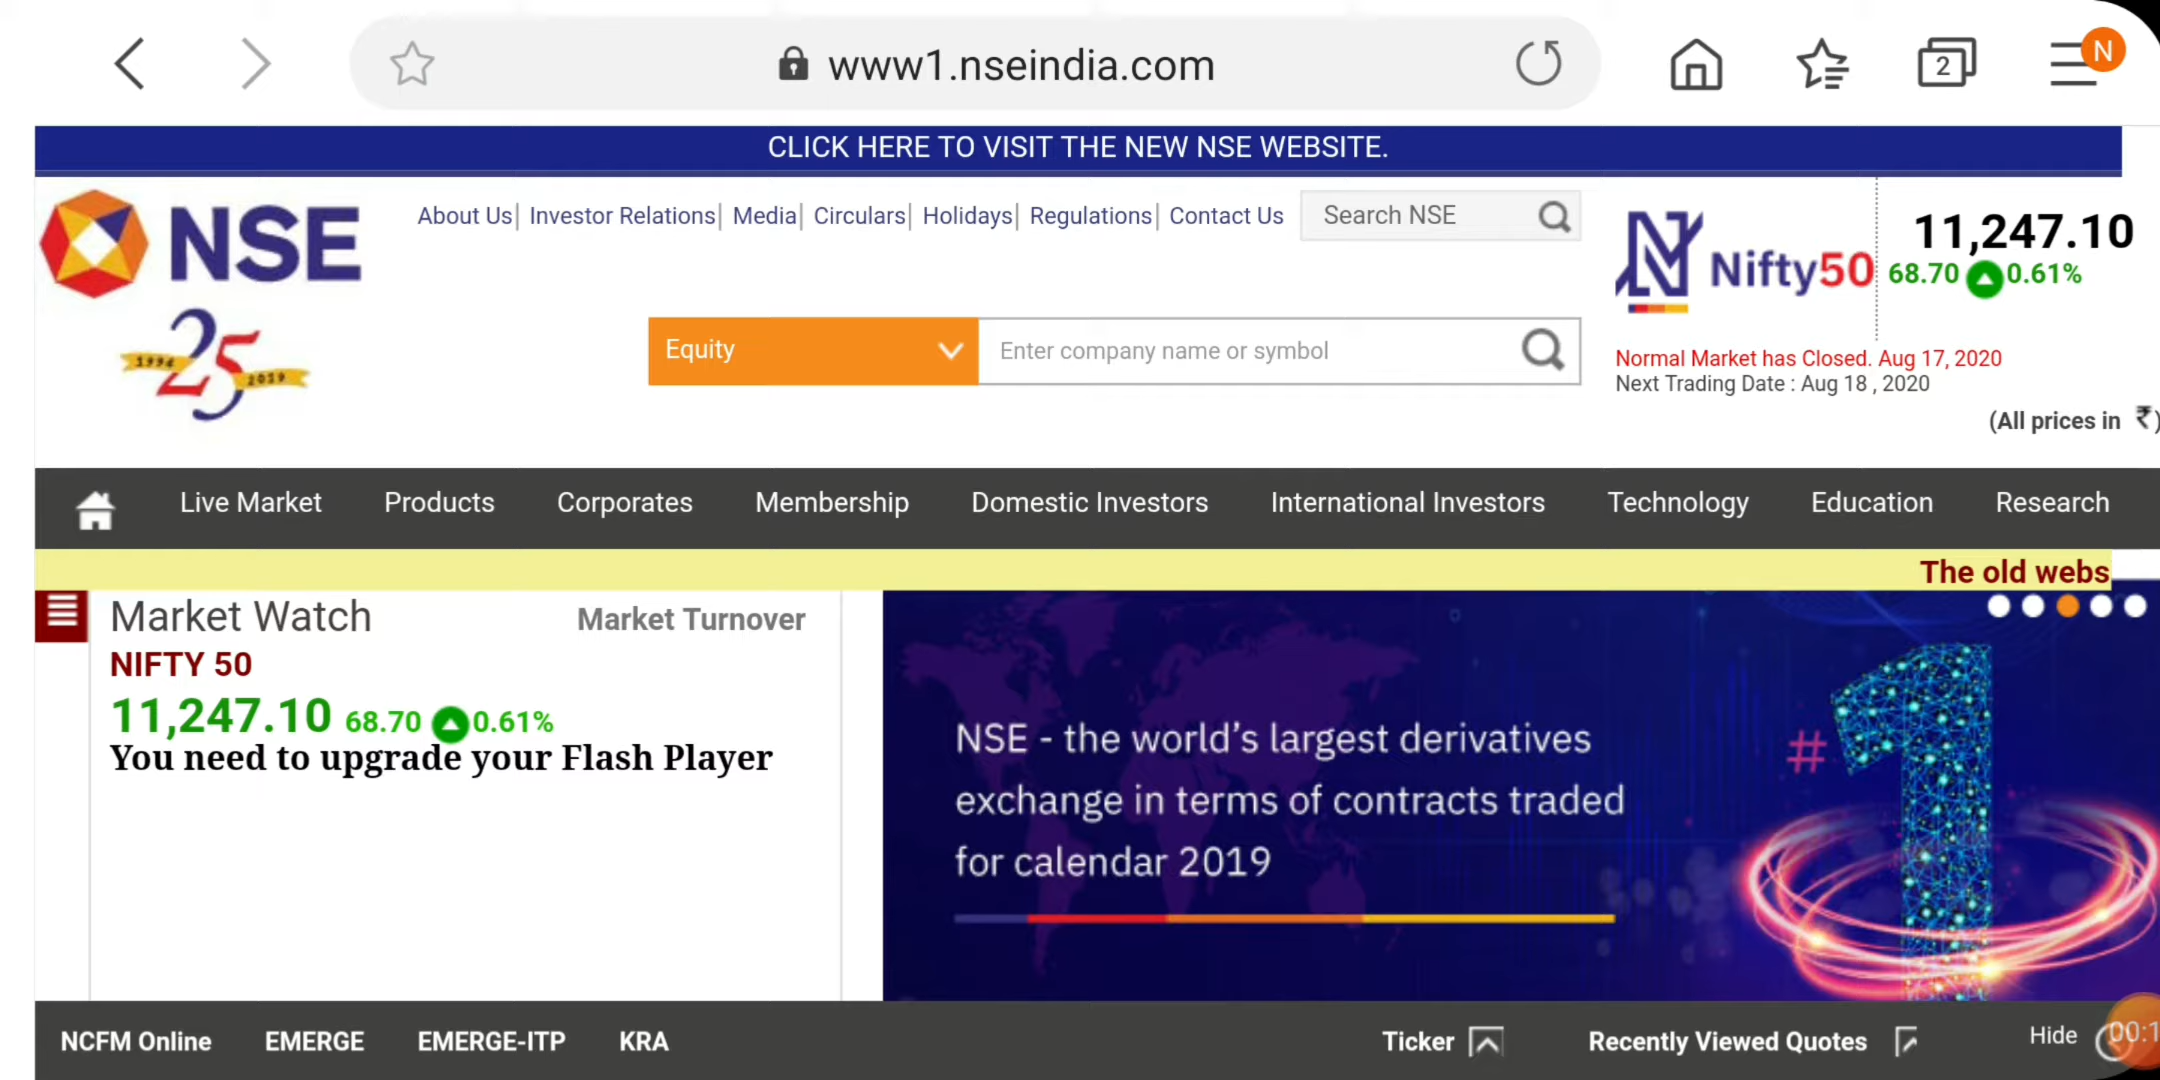 www1.nseindia.com
2
N
CLICK HERE TO VISIT THE NEW NSE WEBSITE.
NSE
1994 25 2019
About Us| Investor Relations| Media| Circulars| Holidays| Regulations| Contact Us
Search NSE
Equity
Enter company name or symbol
Nifty50
11,247.10
68.70 0.61%
Normal Market has Closed. Aug 17, 2020
Next Trading Date : Aug 18 , 2020
(All prices in ₹)
Live Market Products Corporates Membership Domestic Investors International Investors Technology Education Research
The old webs
Market Watch Market Turnover
NIFTY 50
11,247.10 68.70 0.61%
You need to upgrade your Flash Player
NSE - the world's largest derivatives
exchange in terms of contracts traded
for calendar 2019
#1
NCFM Online EMERGE EMERGE-ITP KRA Ticker Recently Viewed Quotes Hide